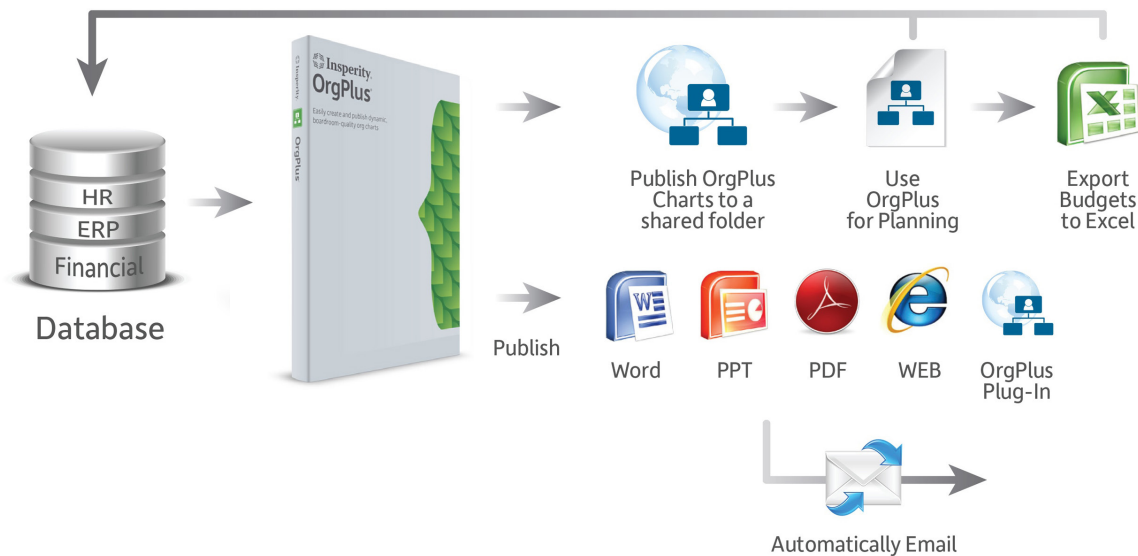 Insperity
OrgPlus
Easily create and publish dynamic,
boardroom-quality org charts
Insperity OrgPlus
HR
ERP
Financial
Database
Publish OrgPlus
Charts to a
shared folder
Use
OrgPlus
for Planning
Export
Budgets
to Excel
Publish
Word
PPT
PDF
WEB
OrgPlus
Plug-In
Automatically Email